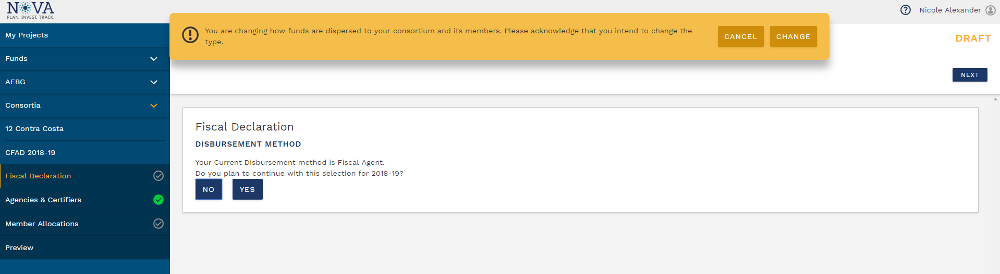 NOVA
PLAN. INVEST. TRACK.
Nicole Alexander
You are changing how funds are dispersed to your consortium and its members. Please acknowledge that you intend to change the
type.
CANCEL
CHANGE
DRAFT
NEXT
My Projects
Funds
AEBG
Consortia
12 Contra Costa
CFAD 2018-19
Fiscal Declaration
Agencies & Certifiers
Member Allocations
Preview
Fiscal Declaration
DISBURSEMENT METHOD
Your Current Disbursement method is Fiscal Agent.
Do you plan to continue with this selection for 2018-19?
NO
YES